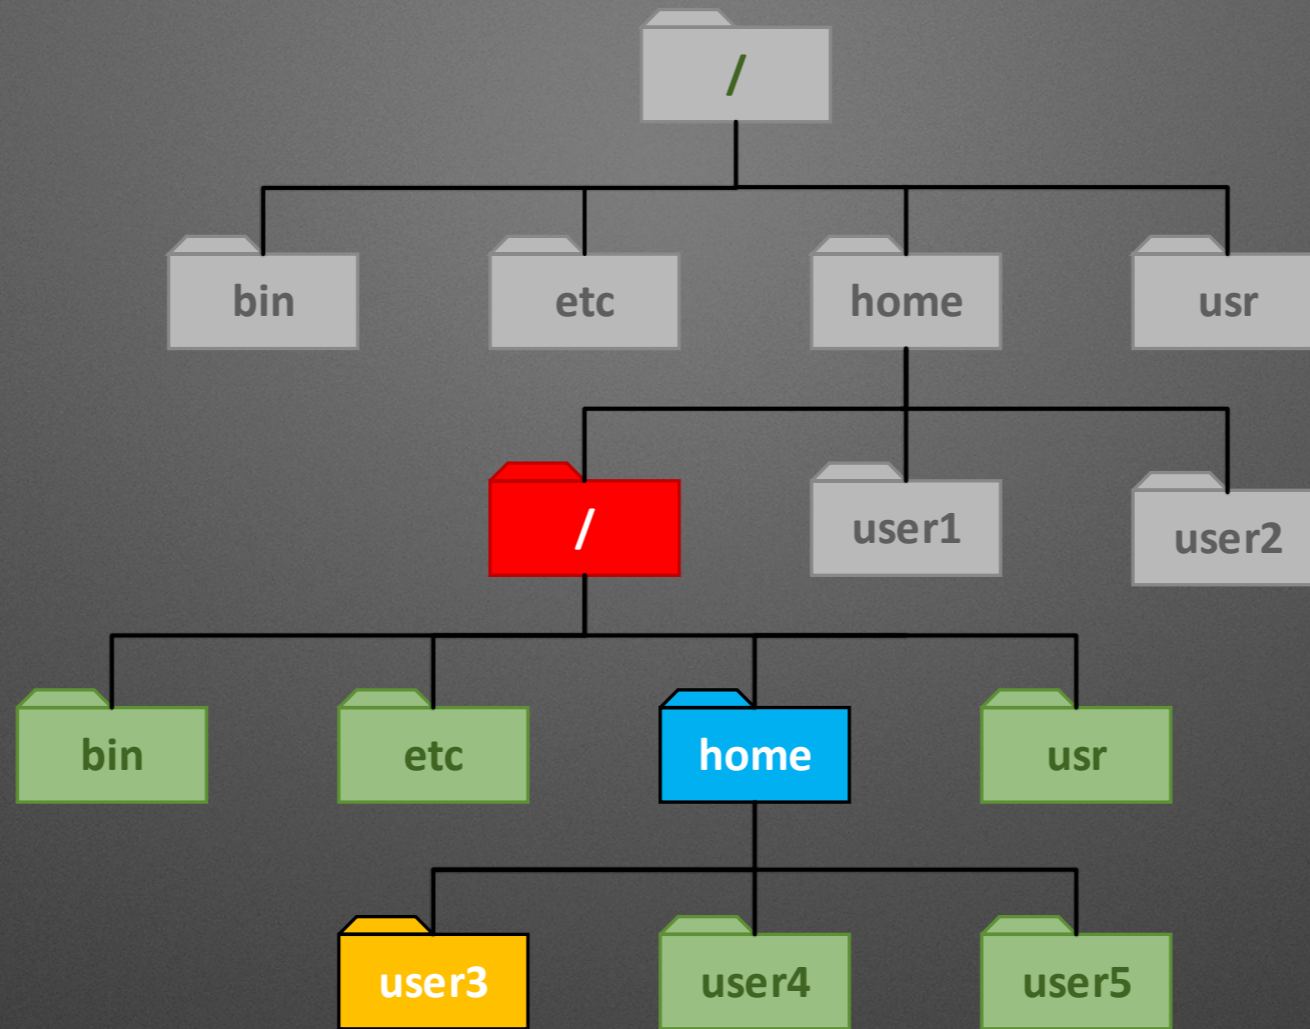 /
bin
etc
home
usr
/
user1
user2
bin
etc
home
usr
user3
user4
user5